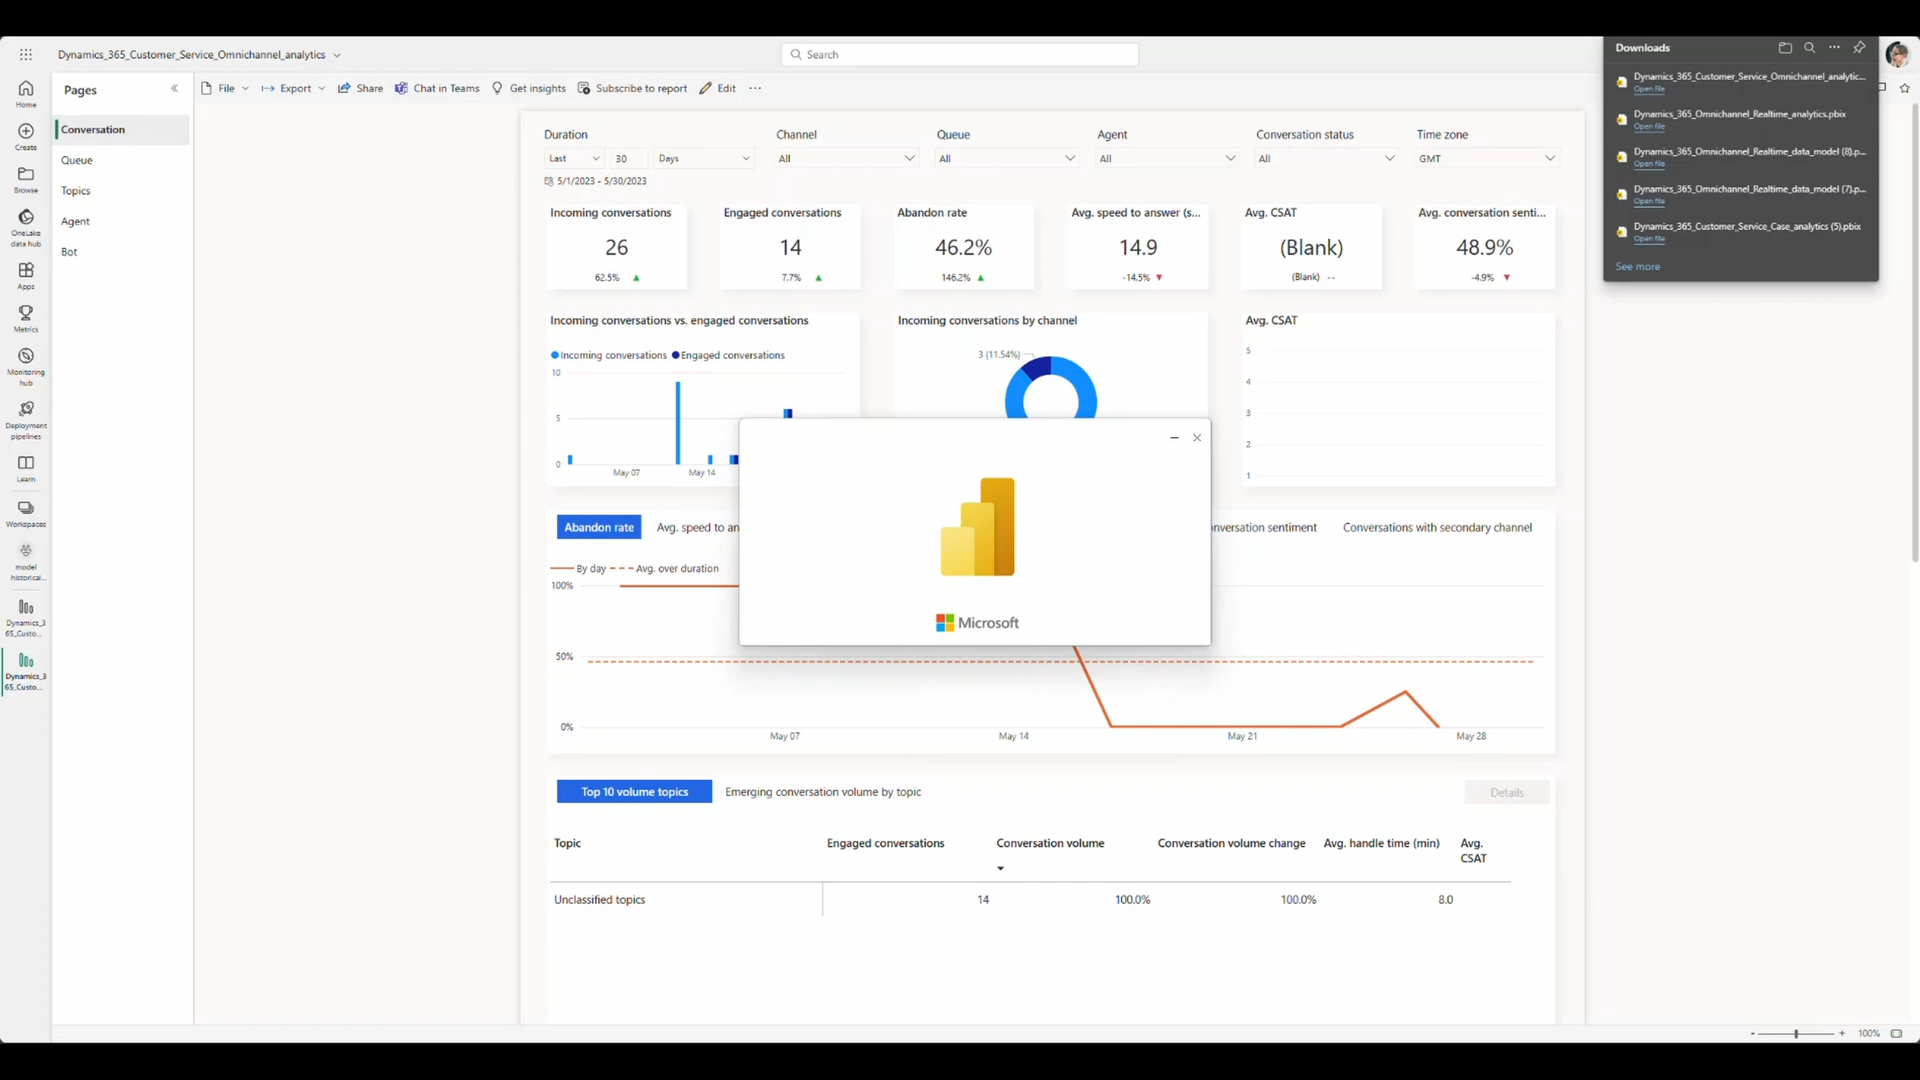 Dynamics_365_Customer_Service_Omnichannel_analytics
Search
Downloads
Dynamics_365_Customer_Service_Omnichannel_analytic...
Open file
Dynamics_365_Omnichannel_Realtime_analytics.pbix
Open file
Dynamics_365_Omnichannel_Realtime_data_model (8).p...
Open file
Dynamics_365_Omnichannel_Realtime_data_model (7).p...
Open file
Dynamics_365_Customer_Service_Case_analytics (5).pbix
Open file
See more
Home
Create
Browse
OneLake
data hub
Apps
Metrics
Monitoring
hub
Deployment
pipelines
Learn
Workspaces
model
historical...
Dynamics_3
65_Custo...
Dynamics_3
65_Custo...
Pages
Conversation
Queue
Topics
Agent
Bot
File Export Share Chat in Teams Get insights Subscribe to report Edit ...
Duration Channel Queue Agent Conversation status Time zone
Last 30 Days All All All All GMT
5/1/2023 - 5/30/2023
Incoming conversations
26
62.5%
Engaged conversations
14
7.7%
Abandon rate
46.2%
146.2%
Avg. speed to answer (s...
14.9
-14.5%
Avg. CSAT
(Blank)
(Blank) --
Avg. conversation senti...
48.9%
-4.9%
Incoming conversations vs. engaged conversations
Incoming conversations Engaged conversations
10
5
0
May 07 May 14
Incoming conversations by channel
3 (11.54%)
Avg. CSAT
5
4
3
2
1
Microsoft
Abandon rate Avg. speed to an onversation sentiment Conversations with secondary channel
By day Avg. over duration
100%
50%
0%
May 07 May 14 May 21 May 28
Top 10 volume topics Emerging conversation volume by topic Details
Topic Engaged conversations Conversation volume Conversation volume change Avg. handle time (min) Avg.
CSAT
Unclassified topics 14 100.0% 100.0% 8.0
- + 100%